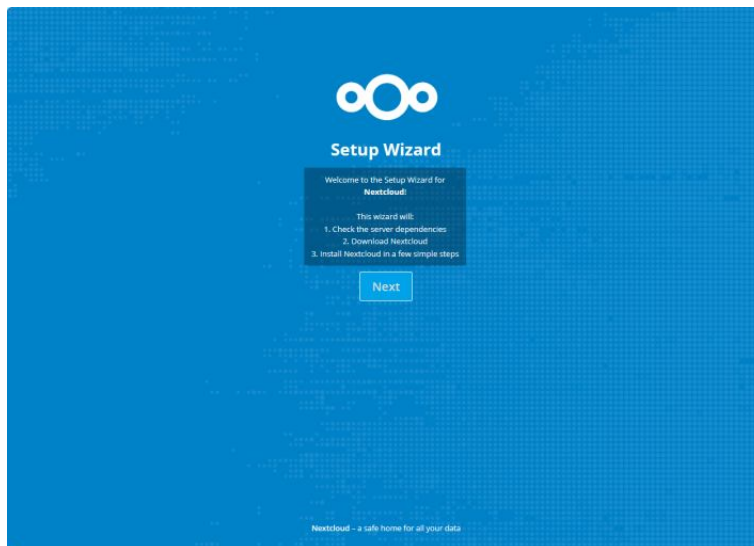 Setup Wizard
Welcome to the Setup Wizard for
Nextcloud!
This wizard will:
1. Check the server dependencies
2. Download Nextcloud
3. Install Nextcloud in a few simple steps
Next
Nextcloud – a safe home for all your data